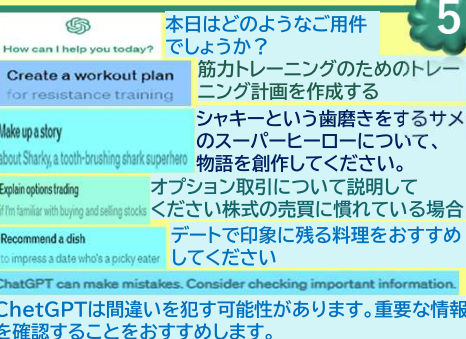 5
本日はどのようなご用件
でしょうか？
How can I help you today?
Create a workout plan
for resistance training
筋力トレーニングのためのトレー
ニング計画を作成する
Make up a story
about Sharky, a tooth-brushing shark superhero
シャキーという歯磨きをするサメ
のスーパーヒーローについて、
物語を創作してください。
Explain options trading
if I'm familiar with buying and selling stocks
オプション取引について説明して
ください株式の売買に慣れている場合
Recommend a dish
to impress a date who's a picky eater
デートで印象に残る料理をおすすめ
してください
ChatGPT can make mistakes. Consider checking important information.
ChetGPTは間違いを犯す可能性があります。重要な情報
を確認することをおすすめします。